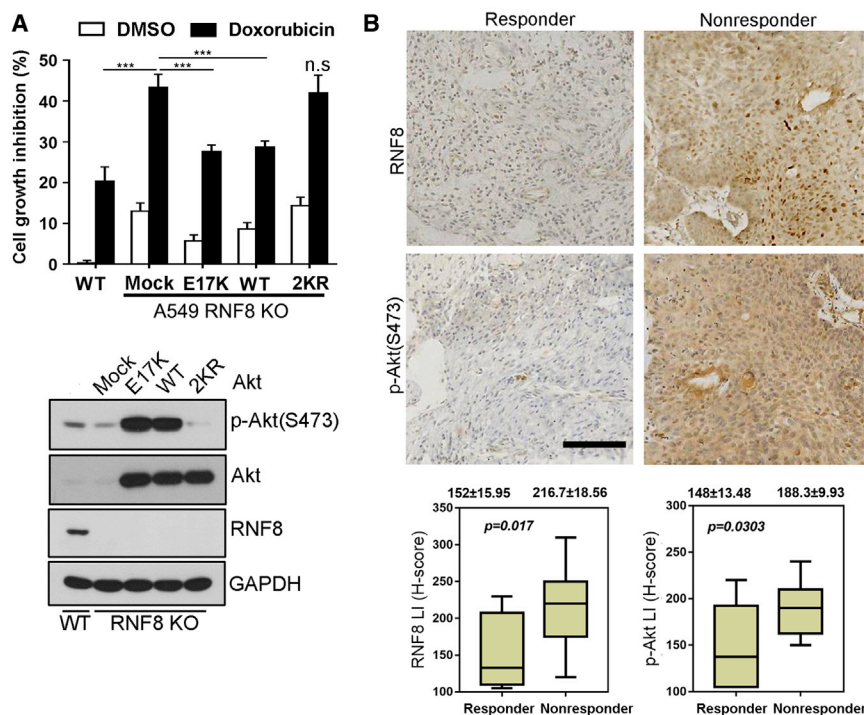 A
DMSO Doxorubicin
Cell growth inhibition (%)
50
40
30
20
10
0
***
*** ***
n.s
WT Mock E17K WT 2KR
A549 RNF8 KO
Mock E17K WT 2KR Akt
p-Akt(S473)
Akt
RNF8
GAPDH
WT RNF8 KO
B
Responder Nonresponder
RNF8
p-Akt(S473)
152±15.95 216.7±18.56
RNF8 LI (H-score)
350
300
250
200
150
100
p=0.017
Responder Nonresponder
148±13.48 188.3±9.93
p-Akt LI (H-score)
300
250
200
150
100
p=0.0303
Responder Nonresponder